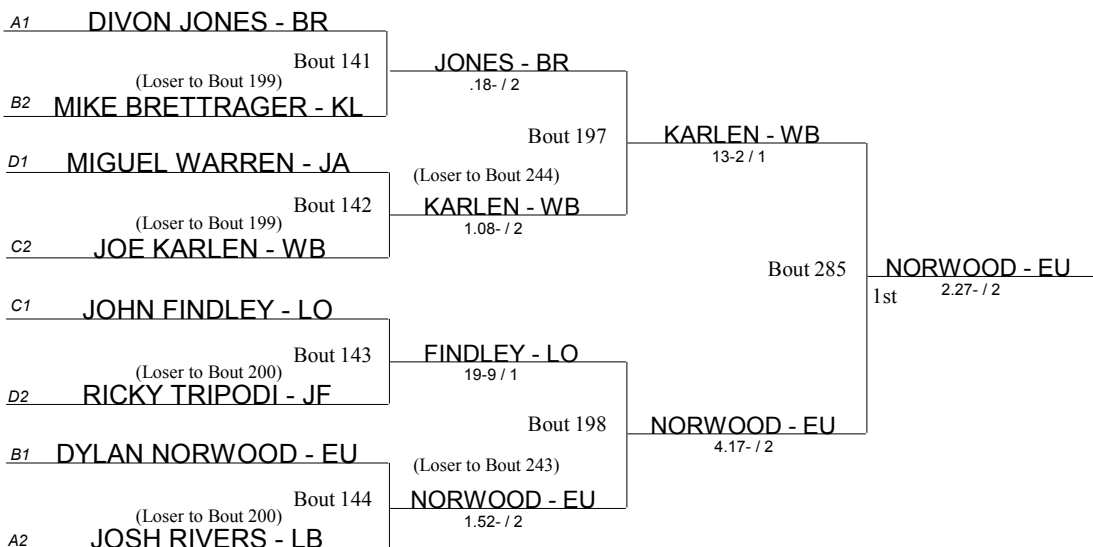 A1 DIVON JONES - BR
Bout 141
(Loser to Bout 199)
B2 MIKE BRETTRAGER - KL
JONES - BR
.18- / 2
D1 MIGUEL WARREN - JA
Bout 142
(Loser to Bout 199)
C2 JOE KARLEN - WB
Bout 197
(Loser to Bout 244)
KARLEN - WB
1.08- / 2
KARLEN - WB
13-2 / 1
C1 JOHN FINDLEY - LO
Bout 143
(Loser to Bout 200)
D2 RICKY TRIPODI - JF
FINDLEY - LO
19-9 / 1
B1 DYLAN NORWOOD - EU
Bout 144
(Loser to Bout 200)
A2 JOSH RIVERS - LB
Bout 198
(Loser to Bout 243)
NORWOOD - EU
1.52- / 2
NORWOOD - EU
4.17- / 2
Bout 285
NORWOOD - EU
1st 2.27- / 2